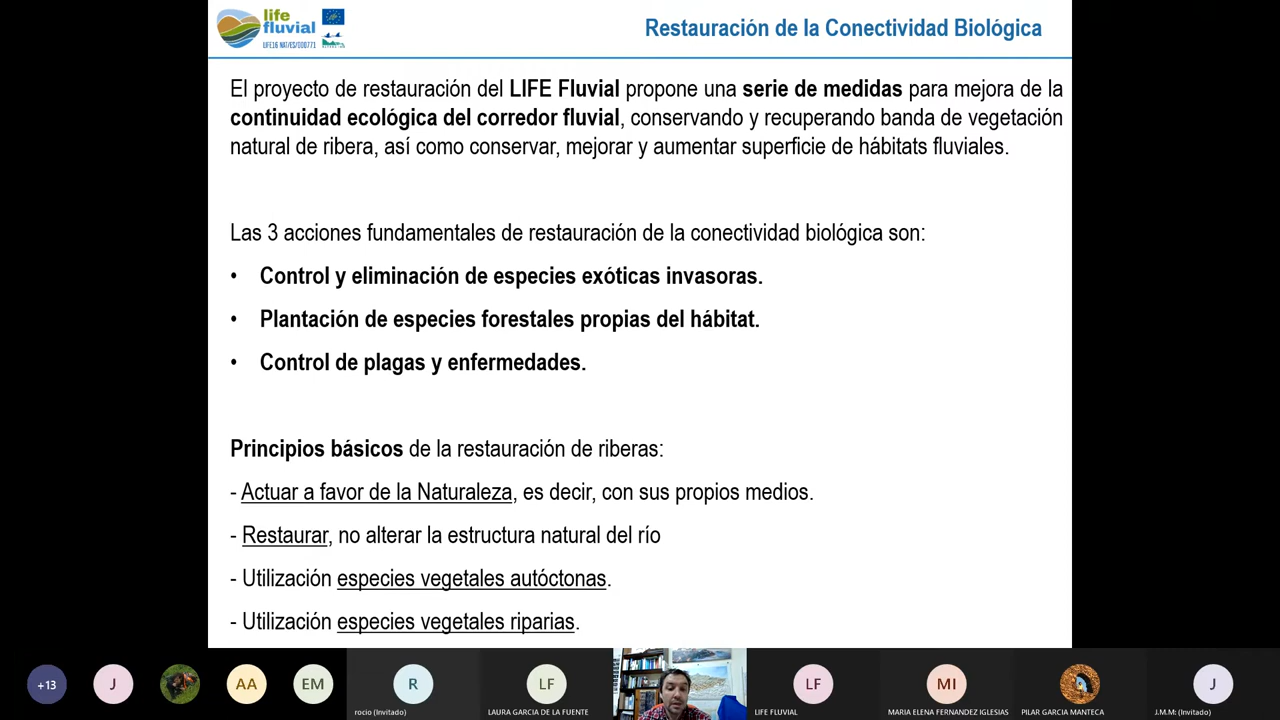 life
fluvial
LIFE16 NAT/ES/000771
Restauración de la Conectividad Biológica
El proyecto de restauración del LIFE Fluvial propone una serie de medidas para mejora de la
continuidad ecológica del corredor fluvial, conservando y recuperando banda de vegetación
natural de ribera, así como conservar, mejorar y aumentar superficie de hábitats fluviales.
Las 3 acciones fundamentales de restauración de la conectividad biológica son:
• Control y eliminación de especies exóticas invasoras.
• Plantación de especies forestales propias del hábitat.
• Control de plagas y enfermedades.
Principios básicos de la restauración de riberas:
- Actuar a favor de la Naturaleza, es decir, con sus propios medios.
- Restaurar, no alterar la estructura natural del río
- Utilización especies vegetales autóctonas.
- Utilización especies vegetales riparias.
+13
J
AA
EM
R
LF
LF
MI
J
rocio (Invitado)
LAURA GARCIA DE LA FUENTE
LIFE FLUVIAL
MARIA ELENA FERNANDEZ IGLESIAS
PILAR GARCIA MANTECA
J.M.M: (Invitado)